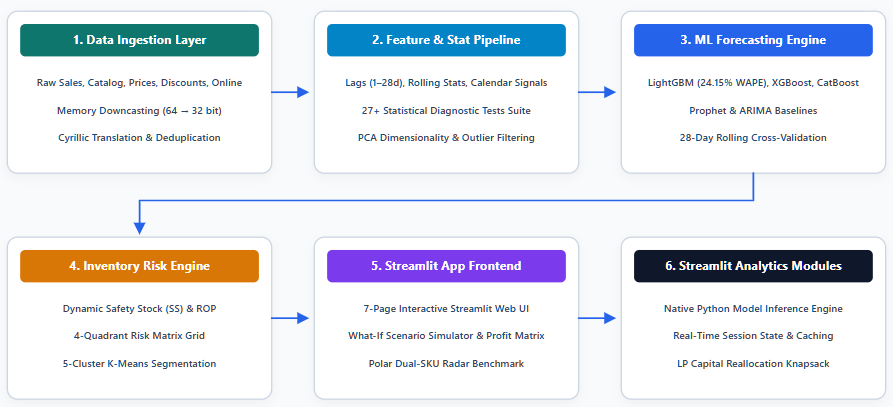 1. Data Ingestion Layer
Raw Sales, Catalog, Prices, Discounts, Online
Memory Downcasting (64 → 32 bit)
Cyrillic Translation & Deduplication
2. Feature & Stat Pipeline
Lags (1–28d), Rolling Stats, Calendar Signals
27+ Statistical Diagnostic Tests Suite
PCA Dimensionality & Outlier Filtering
3. ML Forecasting Engine
LightGBM (24.15% WAPE), XGBoost, CatBoost
Prophet & ARIMA Baselines
28-Day Rolling Cross-Validation
4. Inventory Risk Engine
Dynamic Safety Stock (SS) & ROP
4-Quadrant Risk Matrix Grid
5-Cluster K-Means Segmentation
5. Streamlit App Frontend
7-Page Interactive Streamlit Web UI
What-If Scenario Simulator & Profit Matrix
Polar Dual-SKU Radar Benchmark
6. Streamlit Analytics Modules
Native Python Model Inference Engine
Real-Time Session State & Caching
LP Capital Reallocation Knapsack